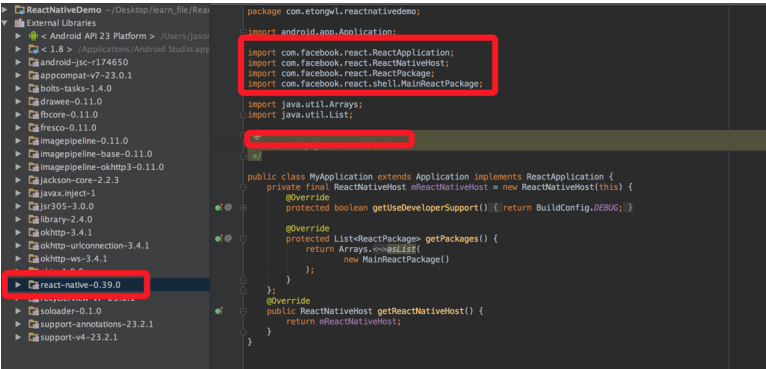 ReactNativeDemo ~/Desktop/learn_file/Rea
External Libraries
< Android API 23 Platform > /Users/Jason
< 1.8 > /Applications/Android Studio.app
android-jsc-r174650
appcompat-v7-23.0.1
bolts-tasks-1.4.0
drawee-0.11.0
fbcore-0.11.0
fresco-0.11.0
imagepipeline-0.11.0
imagepipeline-base-0.11.0
imagepipeline-okhttp3-0.11.0
jackson-core-2.2.3
javax.inject-1
jsr305-3.0.0
library-2.4.0
okhttp-3.4.1
okhttp-urlconnection-3.4.1
okhttp-ws-3.4.1
react-native-0.39.0
soloader-0.1.0
support-annotations-23.2.1
support-v4-23.2.1
package com.etongwl.reactnativedemo;
import android.app.Application;
import com.facebook.react.ReactApplication;
import com.facebook.react.ReactNativeHost;
import com.facebook.react.ReactPackage;
import com.facebook.react.shell.MainReactPackage;
import java.util.Arrays;
import java.util.List;
*/
public class MyApplication extends Application implements ReactApplication {
private final ReactNativeHost mReactNativeHost = new ReactNativeHost(this) {
@Override
protected boolean getUseDeveloperSupport() { return BuildConfig.DEBUG; }
@Override
protected List<ReactPackage> getPackages() {
return Arrays.<~>asList(
new MainReactPackage()
);
}
};
@Override
public ReactNativeHost getReactNativeHost() {
return mReactNativeHost;
}
}